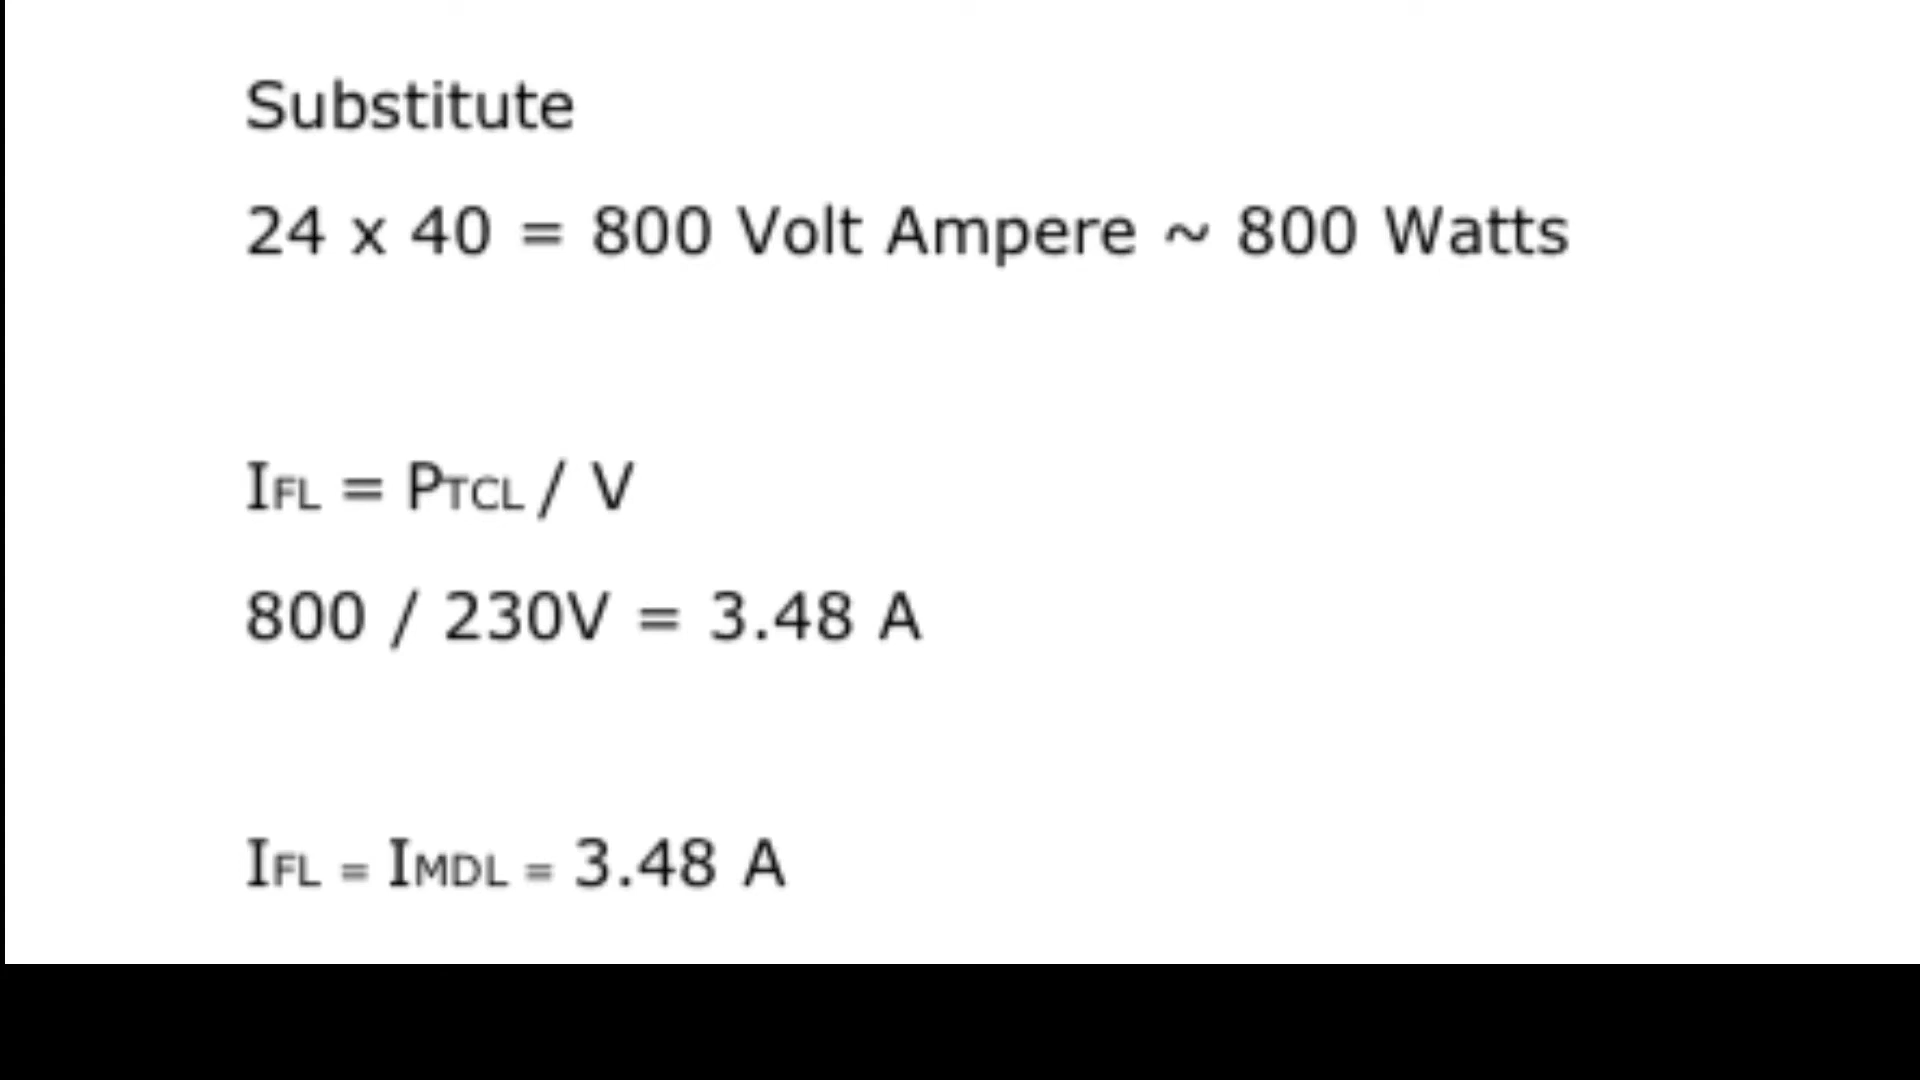 Substitute
24 x 40 = 800 Volt Ampere ~ 800 Watts
IFL = PTCL / V
800 / 230V = 3.48 A
IFL = IMDL = 3.48 A